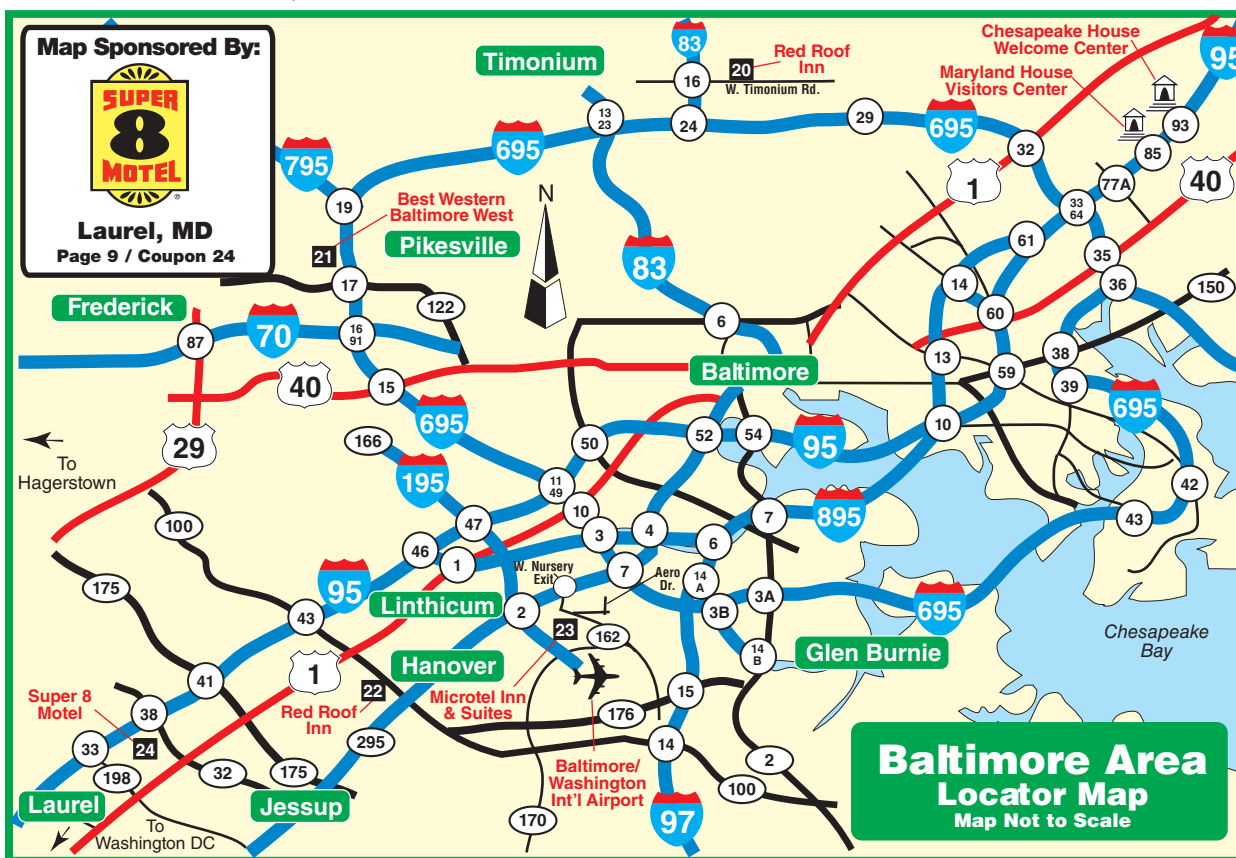 Map Sponsored By:
SUPER
8
MOTEL
®
Laurel, MD
Page 9 / Coupon 24
83
Timonium
16
20
Red Roof
Inn
W. Timonium Rd.
Chesapeake House
Welcome Center
Maryland House
Visitors Center
95
13
23
24
29
695
695
32
93
85
795
1
77A
40
19
Best Western
Baltimore West
N
33
64
21
Pikesville
61
83
35
17
14
36
150
Frederick
122
60
6
87
70
16
91
13
38
Baltimore
59
40
15
39
695
695
10
29
166
50
52
54
95
To
Hagerstown
195
11
49
42
10
895
7
43
100
47
3
4
6
46
1
W. Nursery
Exit
7
Aero
Dr.
14
A
95
175
3A
695
Linthicum
2
3B
43
23
162
Chesapeake
Bay
14
B
Glen Burnie
Hanover
1
41
22
Microtel Inn
& Suites
15
Super 8
Motel
38
Red Roof
Inn
176
24
33
295
14
2
Baltimore Area
Locator Map
Map Not to Scale
198
32
175
Baltimore/
Washington
Int'l Airport
100
Laurel
Jessup
To
Washington DC
170
97